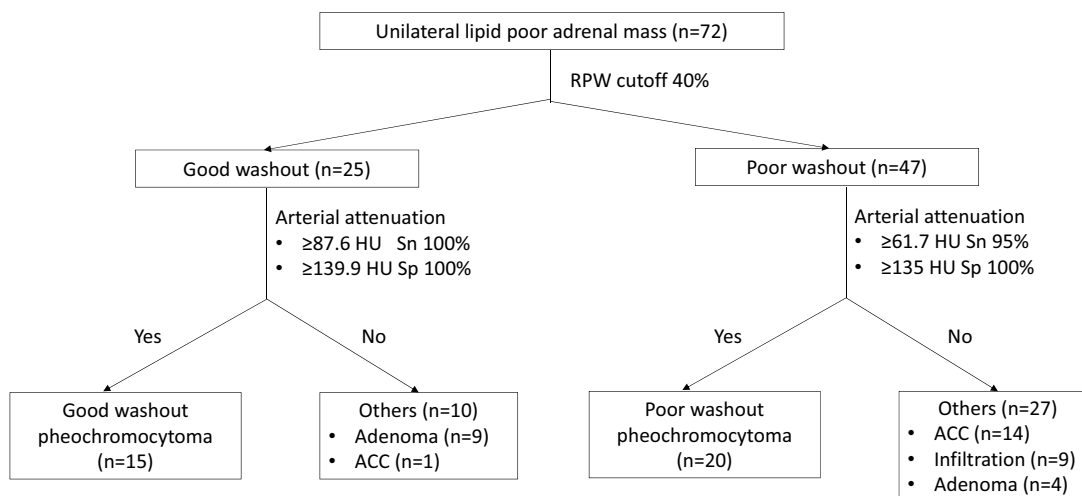 Unilateral lipid poor adrenal mass (n=72)
RPW cutoff 40%
Good washout (n=25)
Poor washout (n=47)
Arterial attenuation
• ≥87.6 HU Sn 100%
• ≥139.9 HU Sp 100%
Arterial attenuation
• ≥61.7 HU Sn 95%
• ≥135 HU Sp 100%
Yes
No
Yes
No
Good washout
pheochromocytoma
(n=15)
Others (n=10)
• Adenoma (n=9)
• ACC (n=1)
Poor washout
pheochromocytoma
(n=20)
Others (n=27)
• ACC (n=14)
• Infiltration (n=9)
• Adenoma (n=4)